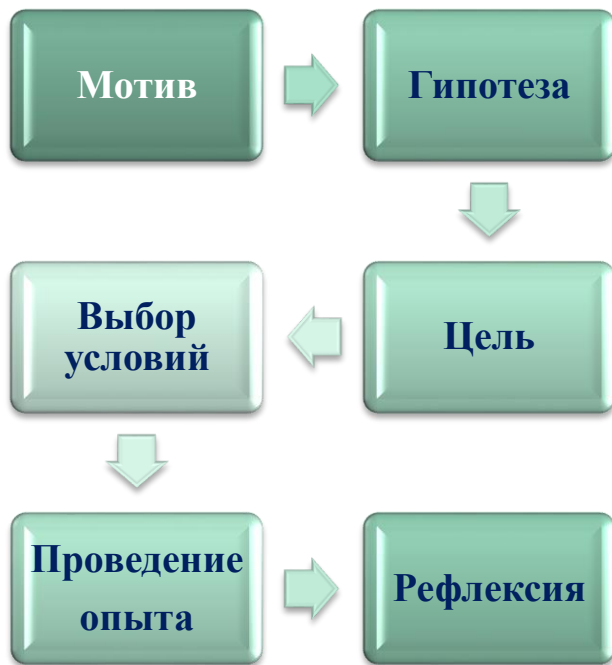 Мотив
Гипотеза
Цель
Выбор
условий
Проведение
опыта
Рефлексия